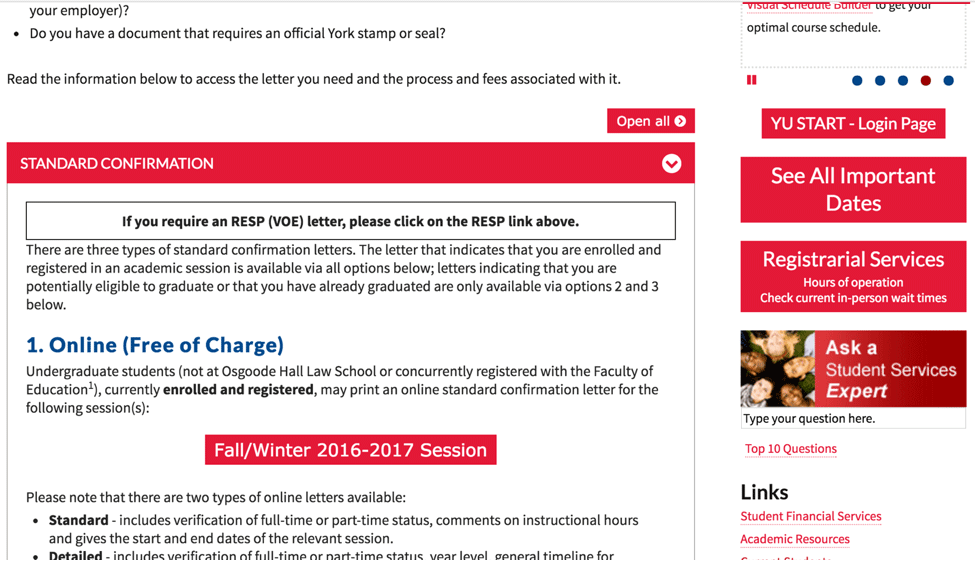 your employer)?
• Do you have a document that requires an official York stamp or seal?
Read the information below to access the letter you need and the process and fees associated with it.
Open all
STANDARD CONFIRMATION
If you require an RESP (VOE) letter, please click on the RESP link above.
There are three types of standard confirmation letters. The letter that indicates that you are enrolled and
registered in an academic session is available via all options below; letters indicating that you are
potentially eligible to graduate or that you have already graduated are only available via options 2 and 3
below.
1. Online (Free of Charge)
Undergraduate students (not at Osgoode Hall Law School or concurrently registered with the Faculty of
Education1), currently enrolled and registered, may print an online standard confirmation letter for the
following session(s):
Fall/Winter 2016-2017 Session
Please note that there are two types of online letters available:
• Standard - includes verification of full-time or part-time status, comments on instructional hours
and gives the start and end dates of the relevant session.
• Detailed - includes verification of full-time or part-time status, year level, general timeline for
Visual Schedule Builder to get your
optimal course schedule.
YU START - Login Page
See All Important
Dates
Registrarial Services
Hours of operation
Check current in-person wait times
Ask a
Student Services
Expert
Type your question here.
Top 10 Questions
Links
Student Financial Services
Academic Resources